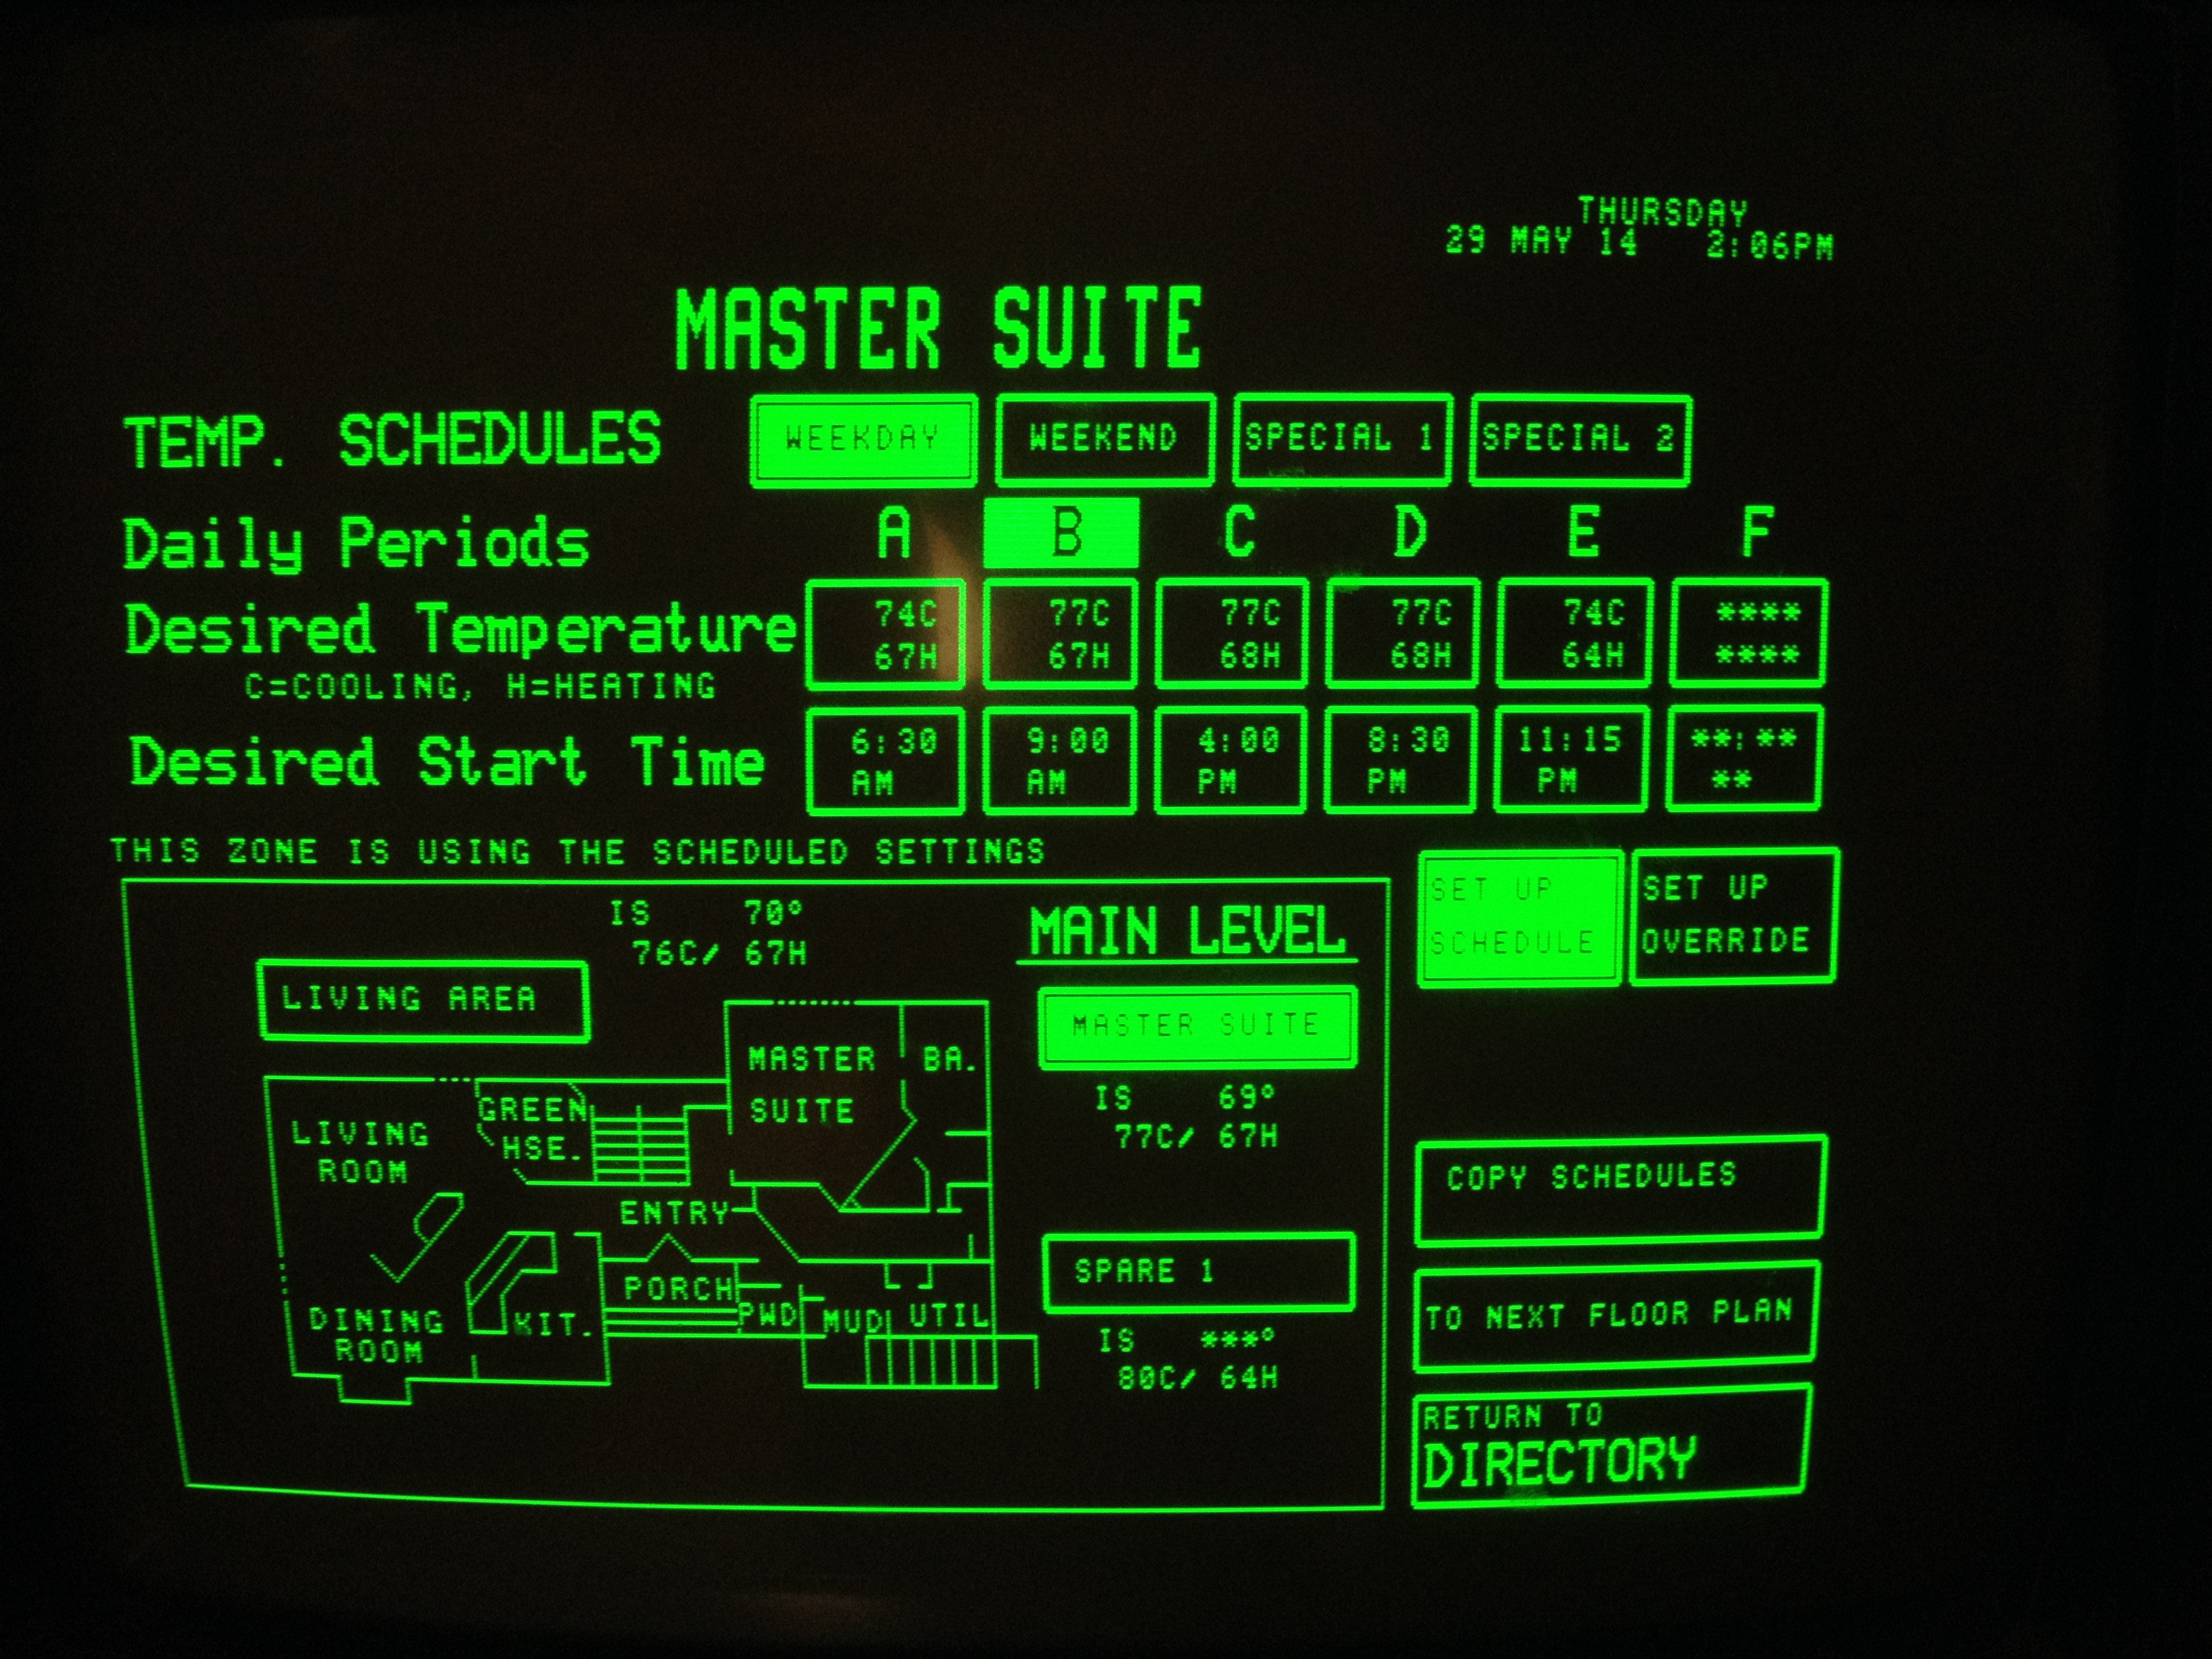 THURSDAY
29 MAY 14 2:06PM
MASTER SUITE
TEMP. SCHEDULES WEEKDAY WEEKEND SPECIAL 1 SPECIAL 2
Daily Periods A B C D E F
Desired Temperature 74C 77C 77C 77C 74C ****
67H 67H 68H 68H 64H ****
C=COOLING, H=HEATING
Desired Start Time 6:30 9:00 4:00 8:30 11:15 **:**
AM AM PM PM PM **
THIS ZONE IS USING THE SCHEDULED SETTINGS
SET UP
SCHEDULE
SET UP
OVERRIDE
IS 70°
76C/ 67H
MAIN LEVEL
LIVING AREA
MASTER SUITE
IS 69°
77C/ 67H
MASTER
SUITE
BA.
GREEN
HSE.
LIVING
ROOM
ENTRY
PORCH
PWD
MUD
UTIL
KIT.
DINING
ROOM
SPARE 1
IS ***°
80C/ 64H
COPY SCHEDULES
TO NEXT FLOOR PLAN
RETURN TO
DIRECTORY